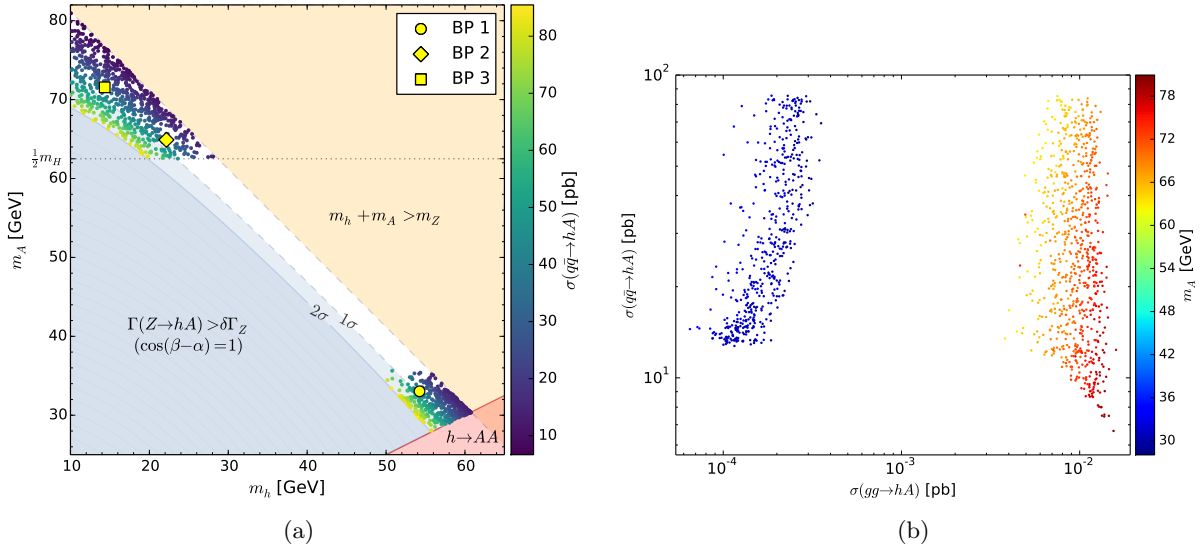 80
70
½m_H
60
50
40
30
10
20
30
40
50
60
m_A [GeV]
m_h [GeV]
BP 1
BP 2
BP 3
m_h + m_A > m_Z
2σ 1σ
Γ(Z→hA) > δΓ_Z
(cos(β−α) = 1)
h→AA
80
70
60
50
40
30
20
10
σ(qq̄→hA) [pb]
(a)
10²
10¹
σ(qq̄→hA) [pb]
10⁻⁴
10⁻³
10⁻²
σ(gg→hA) [pb]
78
72
66
60
54
48
42
36
30
m_A [GeV]
(b)